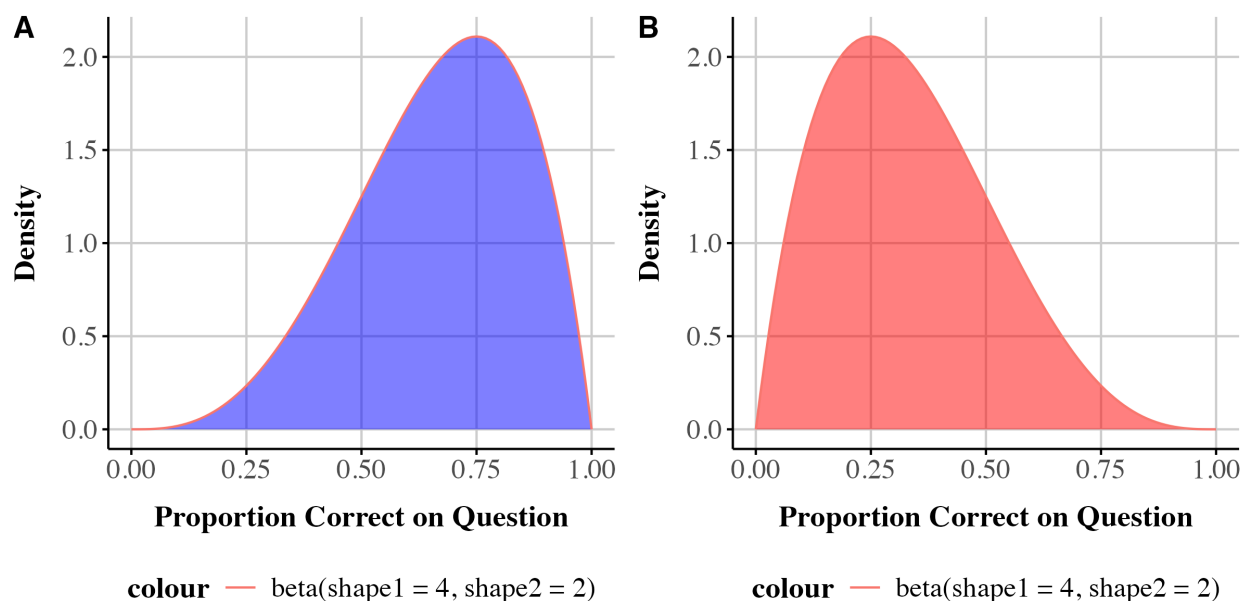 A
Density
2.0
1.5
1.0
0.5
0.0
0.00 0.25 0.50 0.75 1.00
Proportion Correct on Question
colour beta(shape1 = 4, shape2 = 2)
B
Density
2.0
1.5
1.0
0.5
0.0
0.00 0.25 0.50 0.75 1.00
Proportion Correct on Question
colour beta(shape1 = 4, shape2 = 2)